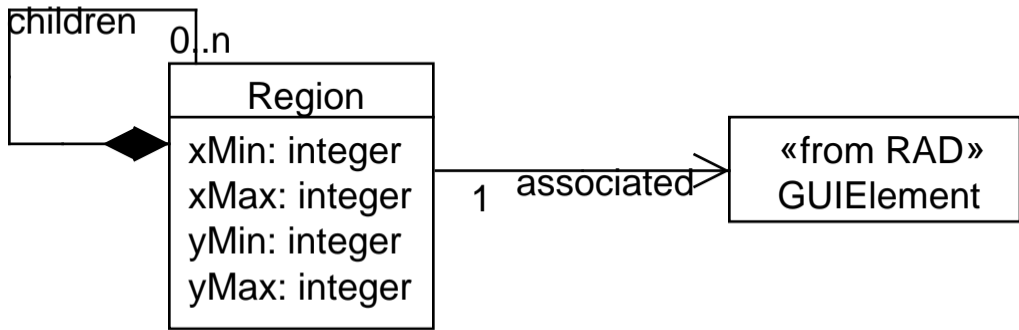 children
0..n
Region
xMin: integer
xMax: integer
yMin: integer
yMax: integer
1
associated
«from RAD»
GUIElement